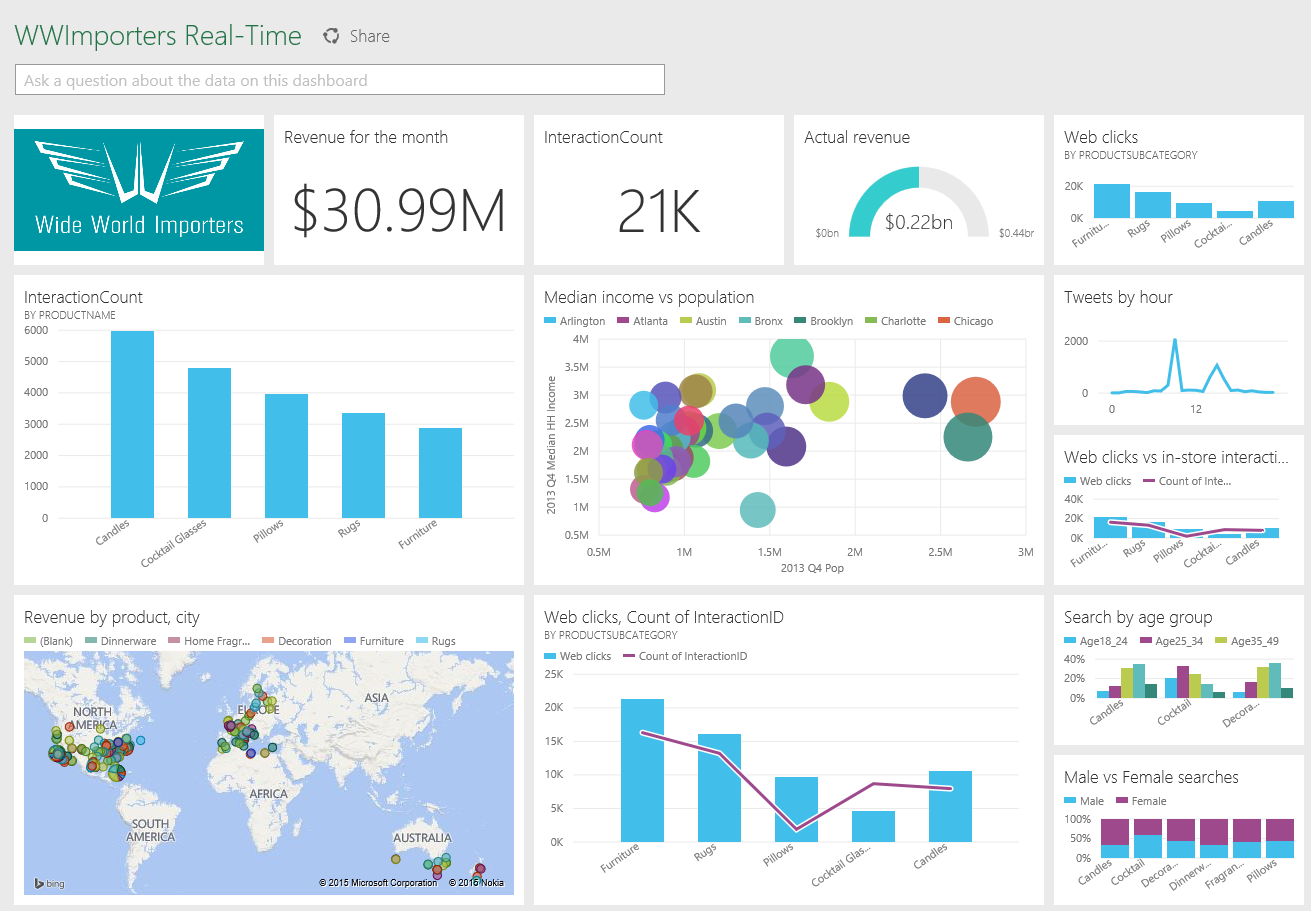 WWImporters Real-Time
Share
Ask a question about the data on this dashboard
Wide World Importers
Revenue for the month
$30.99M
InteractionCount
21K
Actual revenue
$0.22bn
$0bn
$0.44br
Web clicks
BY PRODUCTSUBCATEGORY
20K
0K
Furnitu...
Rugs
Pillows
Cocktai...
Candles
InteractionCount
BY PRODUCTNAME
6000
5000
4000
3000
2000
1000
0
Candles
Cocktail Glasses
Pillows
Rugs
Furniture
Median income vs population
Arlington Atlanta Austin Bronx Brooklyn Charlotte Chicago
2013 Q4 Median HH Income
4M
3.5M
3M
2.5M
2M
1.5M
1M
0.5M
0.5M 1M 1.5M 2M 2.5M 3M
2013 Q4 Pop
Tweets by hour
2000
0
0 12
Web clicks vs in-store interacti...
Web clicks Count of Inte...
40K
20K
0K
Furnitu...
Rugs
Pillows
Cocktai...
Candles
Revenue by product, city
(Blank) Dinnerware Home Fragr... Decoration Furniture Rugs
NORTH
AMERICA
EUROPE
ASIA
AFRICA
SOUTH
AMERICA
AUSTRALIA
bing
© 2015 Microsoft Corporation © 2016 Nokia
Web clicks, Count of InteractionID
BY PRODUCTSUBCATEGORY
Web clicks Count of InteractionID
25K
20K
15K
10K
5K
0K
Furniture
Rugs
Pillows
Cocktail Glas...
Candles
Search by age group
Age18_24 Age25_34 Age35_49
40%
20%
0%
Candles
Cocktail
Decora...
Male vs Female searches
Male Female
100%
50%
0%
Candles
Cocktail
Decora...
Dinnerw...
Fragran...
Pillows